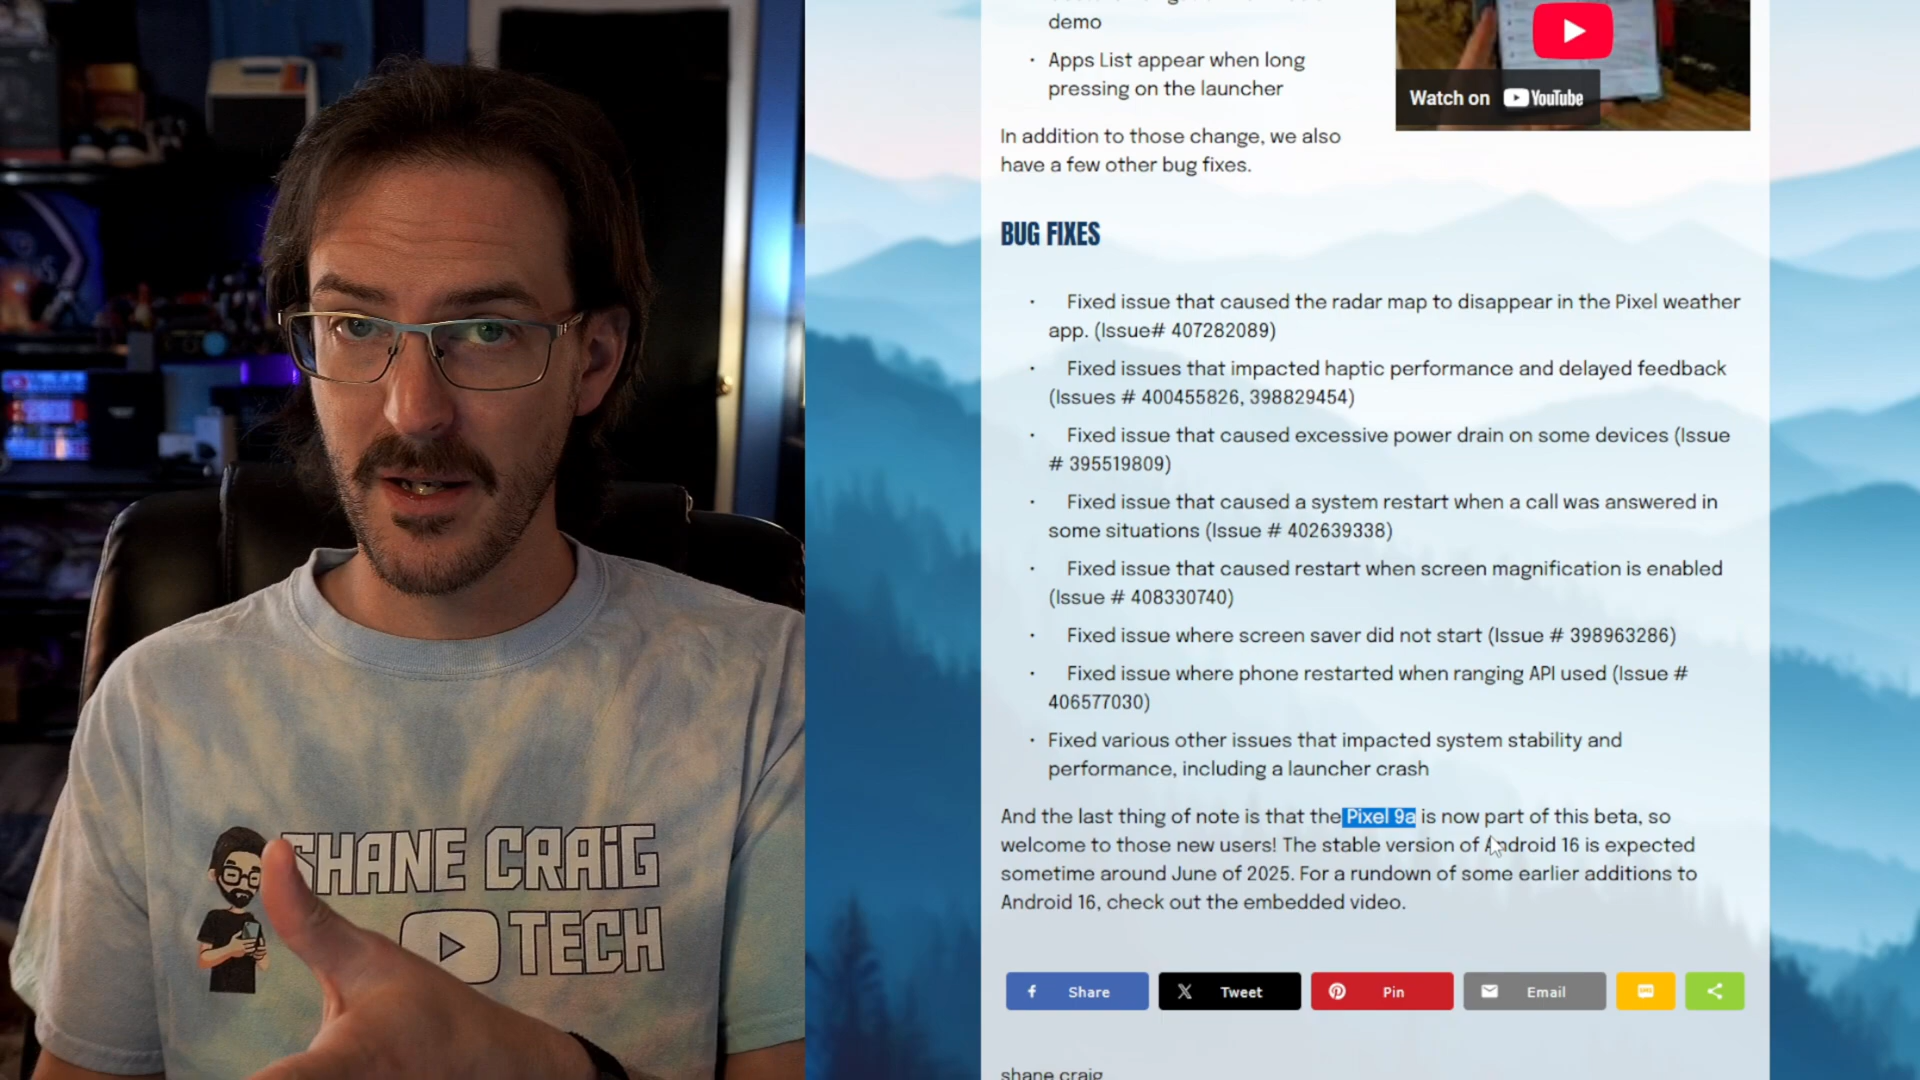 demo
• Apps List appear when long
pressing on the launcher
In addition to those change, we also
have a few other bug fixes.
Watch on YouTube
BUG FIXES
• Fixed issue that caused the radar map to disappear in the Pixel weather
app. (Issue# 407282089)
• Fixed issues that impacted haptic performance and delayed feedback
(Issues # 400455826, 398829454)
• Fixed issue that caused excessive power drain on some devices (Issue
# 395519809)
• Fixed issue that caused a system restart when a call was answered in
some situations (Issue # 402639338)
• Fixed issue that caused restart when screen magnification is enabled
(Issue # 408330740)
• Fixed issue where screen saver did not start (Issue # 398963286)
• Fixed issue where phone restarted when ranging API used (Issue #
406577030)
• Fixed various other issues that impacted system stability and
performance, including a launcher crash
And the last thing of note is that the Pixel 9a is now part of this beta, so
welcome to those new users! The stable version of Android 16 is expected
sometime around June of 2025. For a rundown of some earlier additions to
Android 16, check out the embedded video.
Share
Tweet
Pin
Email
shane craig
SHANE CRAiG
TECH